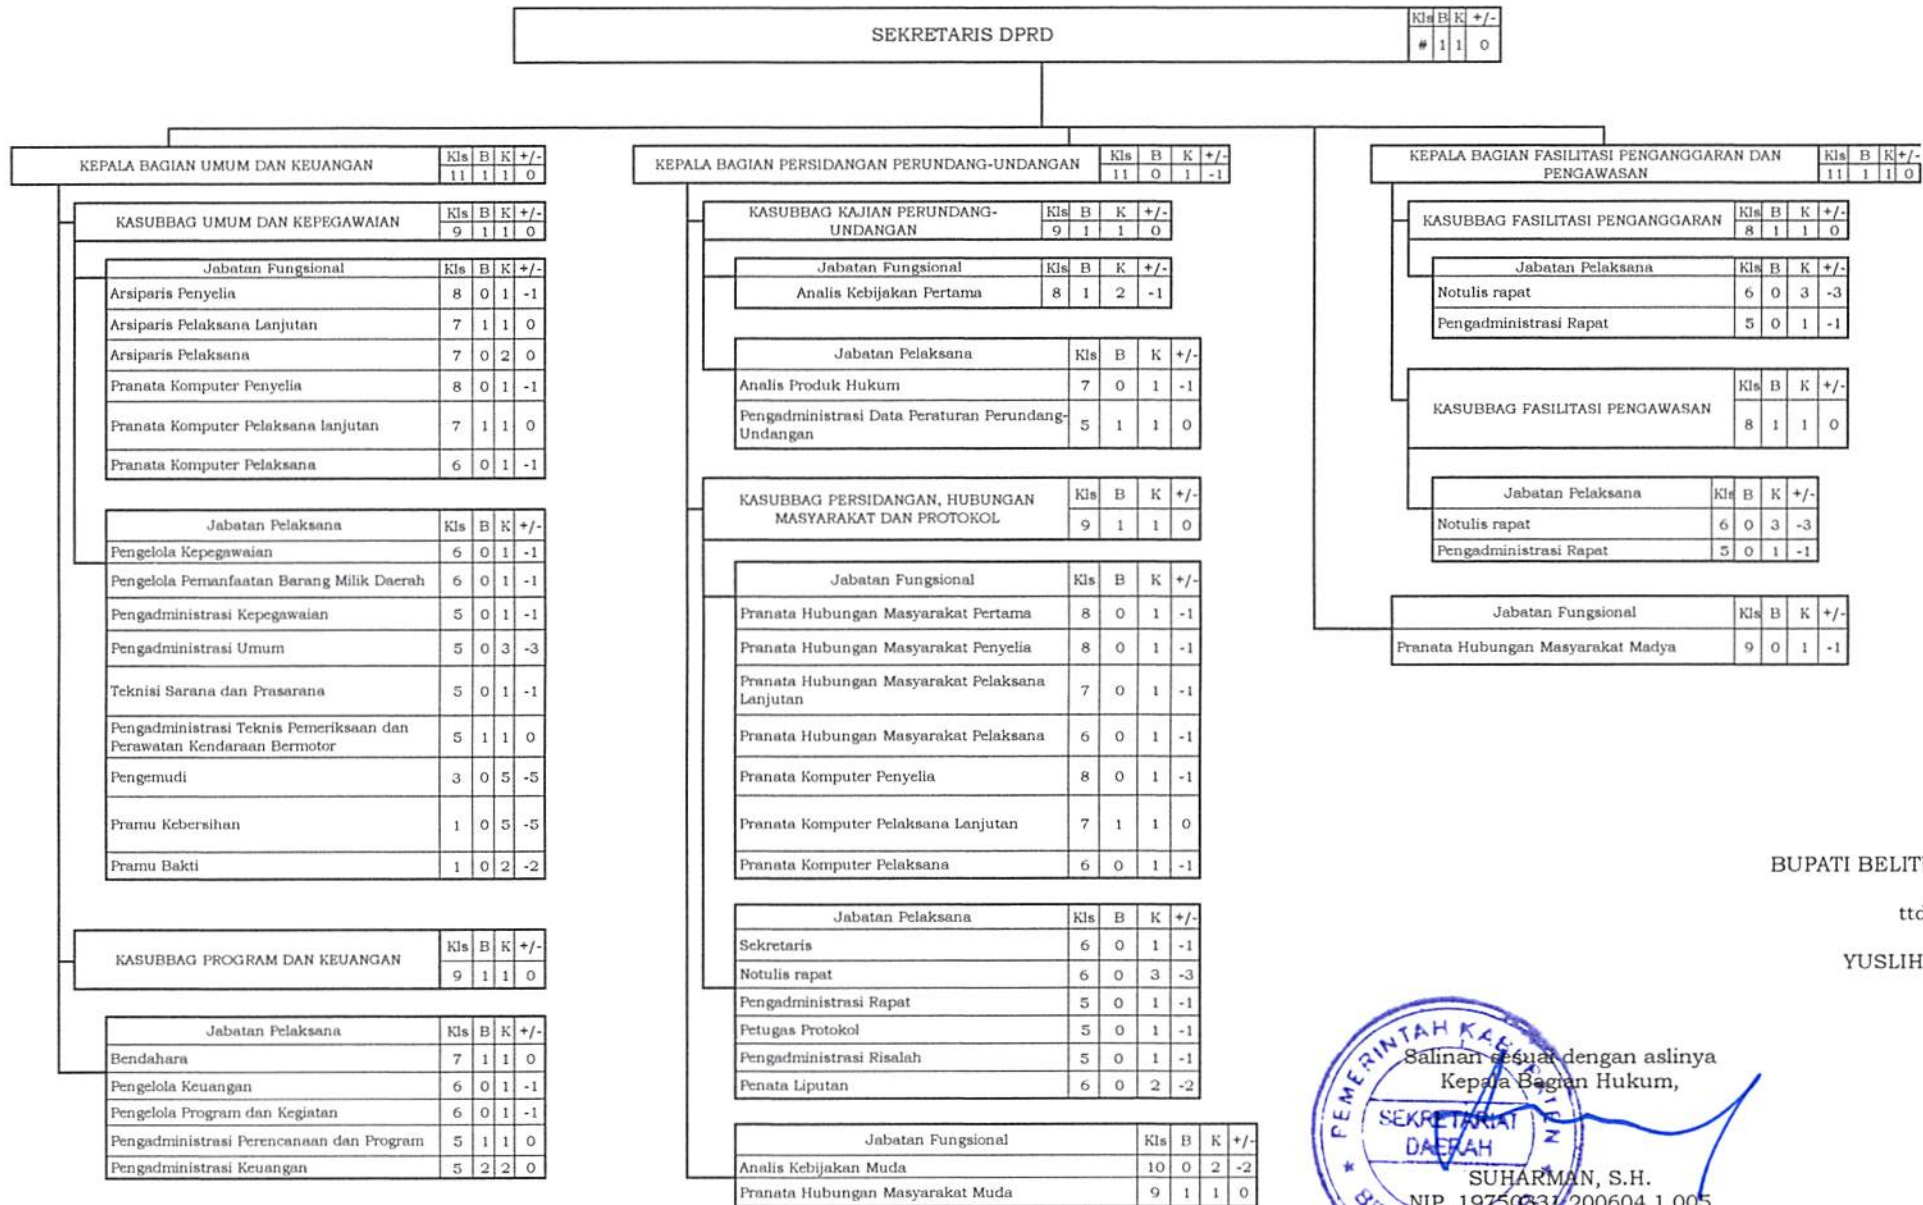 SEKRETARIS DPRD
Kls B K +/-
# 1 1 0
KEPALA BAGIAN UMUM DAN KEUANGAN
Kls B K +/-
11 1 1 0
KASUBBAG UMUM DAN KEPEGAWAIAN
Kls B K +/-
9 1 1 0
Jabatan Fungsional Kls B K +/-
Arsiparis Penyelia 8 0 1 -1
Arsiparis Pelaksana Lanjutan 7 1 1 0
Arsiparis Pelaksana 7 0 2 0
Pranata Komputer Penyelia 8 0 1 -1
Pranata Komputer Pelaksana lanjutan 7 1 1 0
Pranata Komputer Pelaksana 6 0 1 -1
Jabatan Pelaksana Kls B K +/-
Pengelola Kepegawaian 6 0 1 -1
Pengelola Pemanfaatan Barang Milik Daerah 6 0 1 -1
Pengadministrasi Kepegawaian 5 0 1 -1
Pengadministrasi Umum 5 0 3 -3
Teknisi Sarana dan Prasarana 5 0 1 -1
Pengadministrasi Teknis Pemeriksaan dan
Perawatan Kendaraan Bermotor 5 1 1 0
Pengemudi 3 0 5 -5
Pramu Kebersihan 1 0 5 -5
Pramu Bakti 1 0 2 -2
KASUBBAG PROGRAM DAN KEUANGAN
Kls B K +/-
9 1 1 0
Jabatan Pelaksana Kls B K +/-
Bendahara 7 1 1 0
Pengelola Keuangan 6 0 1 -1
Pengelola Program dan Kegiatan 6 0 1 -1
Pengadministrasi Perencanaan dan Program 5 1 1 0
Pengadministrasi Keuangan 5 2 2 0
KEPALA BAGIAN PERSIDANGAN PERUNDANG-UNDANGAN
Kls B K +/-
11 0 1 -1
KASUBBAG KAJIAN PERUNDANG-
UNDANGAN
Kls B K +/-
9 1 1 0
Jabatan Fungsional Kls B K +/-
Analis Kebijakan Pertama 8 1 2 -1
Jabatan Pelaksana Kls B K +/-
Analis Produk Hukum 7 0 1 -1
Pengadministrasi Data Peraturan Perundang-
Undangan 5 1 1 0
KASUBBAG PERSIDANGAN, HUBUNGAN
MASYARAKAT DAN PROTOKOL
Kls B K +/-
9 1 1 0
Jabatan Fungsional Kls B K +/-
Pranata Hubungan Masyarakat Pertama 8 0 1 -1
Pranata Hubungan Masyarakat Penyelia 8 0 1 -1
Pranata Hubungan Masyarakat Pelaksana
Lanjutan 7 0 1 -1
Pranata Hubungan Masyarakat Pelaksana 6 0 1 -1
Pranata Komputer Penyelia 8 0 1 -1
Pranata Komputer Pelaksana Lanjutan 7 1 1 0
Pranata Komputer Pelaksana 6 0 1 -1
Jabatan Pelaksana Kls B K +/-
Sekretaris 6 0 1 -1
Notulis rapat 6 0 3 -3
Pengadministrasi Rapat 5 0 1 -1
Petugas Protokol 5 0 1 -1
Pengadministrasi Risalah 5 0 1 -1
Penata Liputan 6 0 2 -2
Jabatan Fungsional Kls B K +/-
Analis Kebijakan Muda 10 0 2 -2
Pranata Hubungan Masyarakat Muda 9 1 1 0
KEPALA BAGIAN FASILITASI PENGANGGARAN DAN
PENGAWASAN
Kls B K +/-
11 1 1 0
KASUBBAG FASILITASI PENGANGGARAN
Kls B K +/-
8 1 1 0
Jabatan Pelaksana Kls B K +/-
Notulis rapat 6 0 3 -3
Pengadministrasi Rapat 5 0 1 -1
KASUBBAG FASILITASI PENGAWASAN
Kls B K +/-
8 1 1 0
Jabatan Pelaksana Kls B K +/-
Notulis rapat 6 0 3 -3
Pengadministrasi Rapat 5 0 1 -1
Jabatan Fungsional Kls B K +/-
Pranata Hubungan Masyarakat Madya 9 0 1 -1
BUPATI BELIT
ttd
YUSLIH
Salinan sesuai dengan aslinya
Kepala Bagian Hukum,
PEMERINTAH KABUPATEN
SEKRETARIAT
DAERAH
SUHARMAN, S.H.
NIP. 19750331 200604 1 005